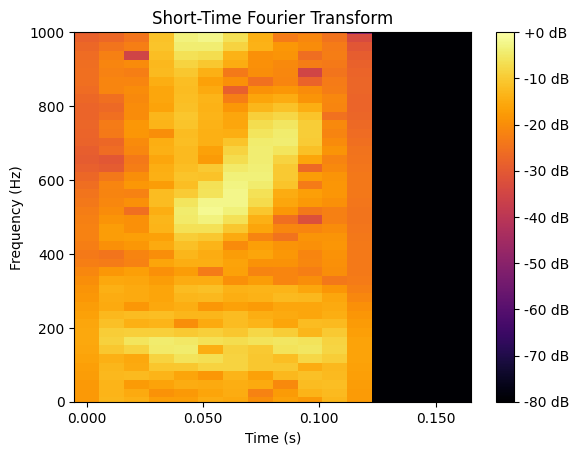 Short-Time Fourier Transform
1000
800
600
400
200
0
Frequency (Hz)
0.000
0.050
0.100
0.150
Time (s)
+0 dB
-10 dB
-20 dB
-30 dB
-40 dB
-50 dB
-60 dB
-70 dB
-80 dB